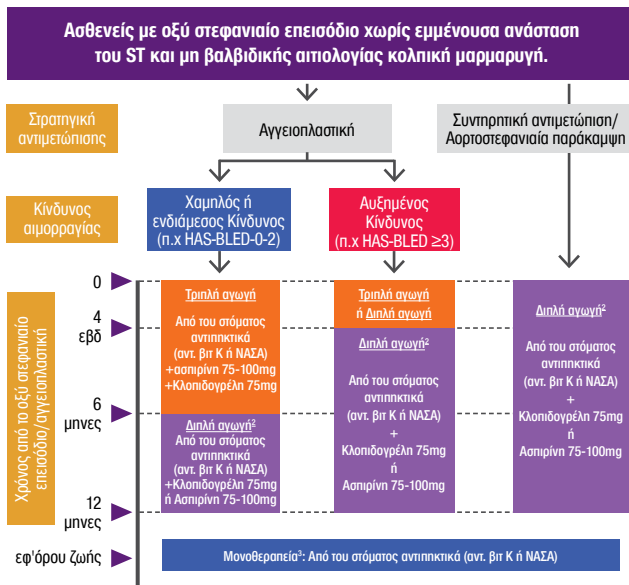 Ασθενείς με οξύ στεφανιαίο επεισόδιο χωρίς εμμένουσα ανάσταση
του ST και μη βαλβιδικής αιτιολογίας κολπική μαρμαρυγή.
Στρατηγική
αντιμετώπισης
Αγγειοπλαστική
Συντηρητική αντιμετώπιση/
Αορτοστεφανιαία παράκαμψη
Κίνδυνος
αιμορραγίας
Χαμηλός ή
ενδιάμεσος Κίνδυνος
(π.χ HAS-BLED-0-2)
Αυξημένος
Κίνδυνος
(π.χ HAS-BLED ≥3)
Χρόνος από το οξύ στεφανιαίο
επεισόδιο/αγγειοπλαστική
0
4
εβδ
6
μηνες
12
μηνες
εφ'όρου ζωής
Τριπλή αγωγή
Από του στόματος
αντιπηκτικά
(αντ. βιτ Κ ή ΝΑΣΑ)
+ασπιρίνη 75-100mg
+Κλοπιδογρέλη 75mg
Διπλή αγωγή²
Από του στόματος
αντιπηκτικά
(αντ. βιτ Κ ή ΝΑΣΑ)
+Κλοπιδογρέλη 75mg
ή Ασπιρίνη 75-100mg
Τριπλή αγωγή
ή Διπλή αγωγή
Διπλή αγωγή²
Από του στόματος
αντιπηκτικά
(αντ. βιτ Κ ή ΝΑΣΑ)
+
Κλοπιδογρέλη 75mg
ή
Ασπιρίνη 75-100mg
Διπλή αγωγή²
Από του στόματος
αντιπηκτικά
(αντ. βιτ Κ ή ΝΑΣΑ)
+
Κλοπιδογρέλη 75mg
ή
Ασπιρίνη 75-100mg
Μονοθεραπεία³: Από του στόματος αντιπηκτικά (αντ. βιτ Κ ή ΝΑΣΑ)